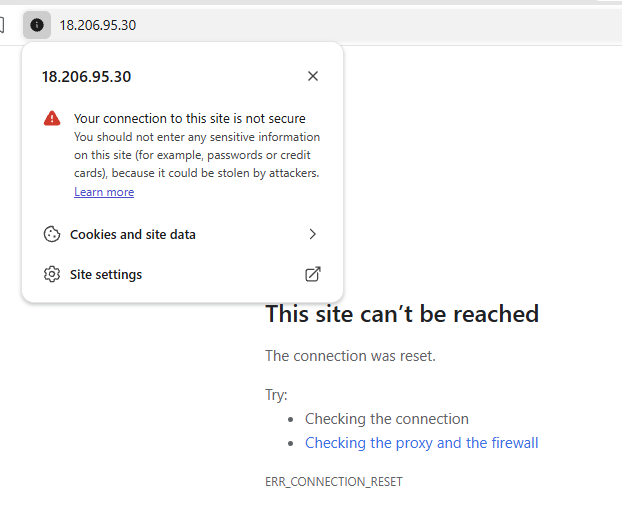 18.206.95.30
18.206.95.30
Your connection to this site is not secure
You should not enter any sensitive information
on this site (for example, passwords or credit
cards), because it could be stolen by attackers.
Learn more
Cookies and site data
Site settings
This site can’t be reached
The connection was reset.
Try:
• Checking the connection
• Checking the proxy and the firewall
ERR_CONNECTION_RESET